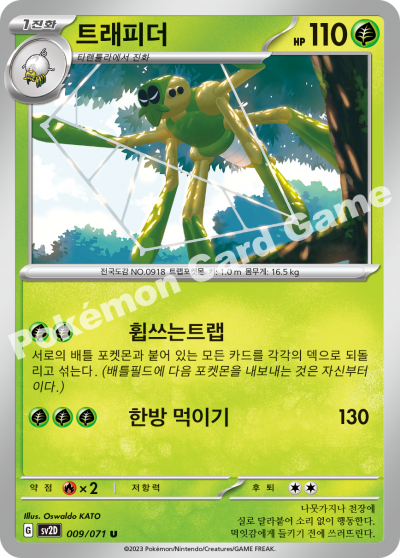 1진화
트래피더
HP 110
타랜툴라에서 진화
Pokémon Card Game
전국도감 NO.0918 트랩포켓몬 키: 1.0m 몸무게: 16.5kg
휩쓰는트랩
서로의 배틀 포켓몬과 붙어 있는 모든 카드를 각각의 덱으로 되돌
리고 섞는다. (배틀필드에 다음 포켓몬을 내보내는 것은 자신부터
이다.)
한방 먹이기 130
약점 ×2 저항력 후퇴
Illus. Oswaldo KATO
G sv2D 009/071 U
나뭇가지나 천장에
실로 달라붙어 소리 없이 행동한다.
먹잇감에게 들키기 전에 쓰러뜨린다.
©2023 Pokémon/Nintendo/Creatures/GAME FREAK.